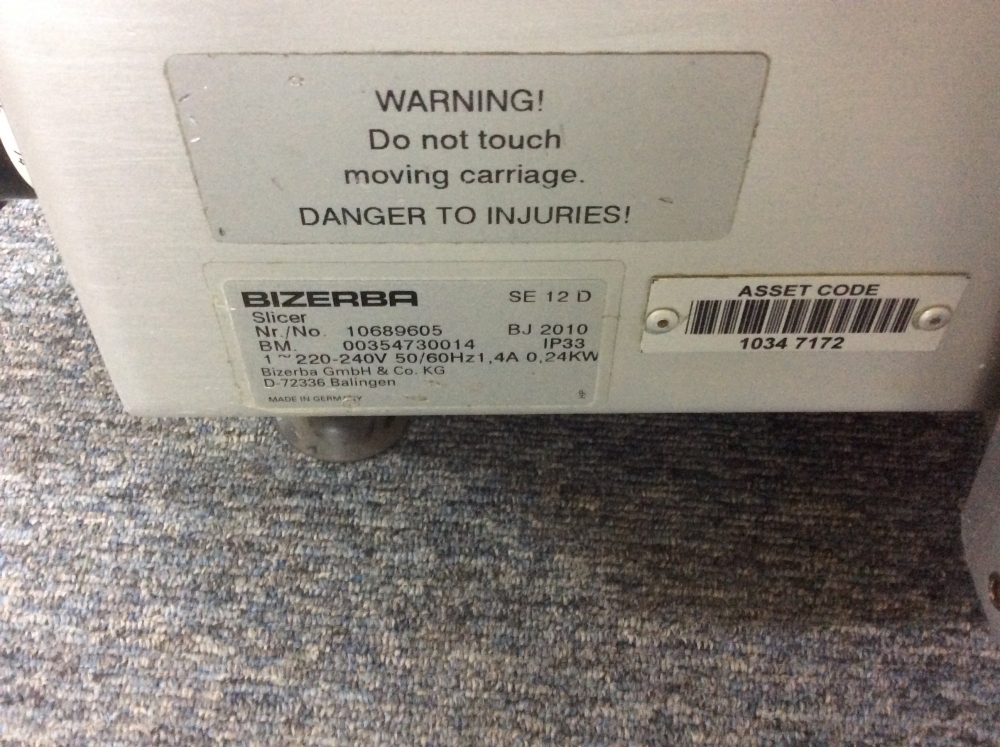 WARNING!
Do not touch
moving carriage.
DANGER TO INJURIES!
BIZERBA SE 12 D
Slicer
Nr./No. 10689605 BJ 2010
BM. 00354730014 IP33
1 ~ 220-240V 50/60Hz1,4A 0,24KW
Bizerba GmbH & Co. KG
D-72336 Balingen
MADE IN GERMANY
ASSET CODE
1034 7172